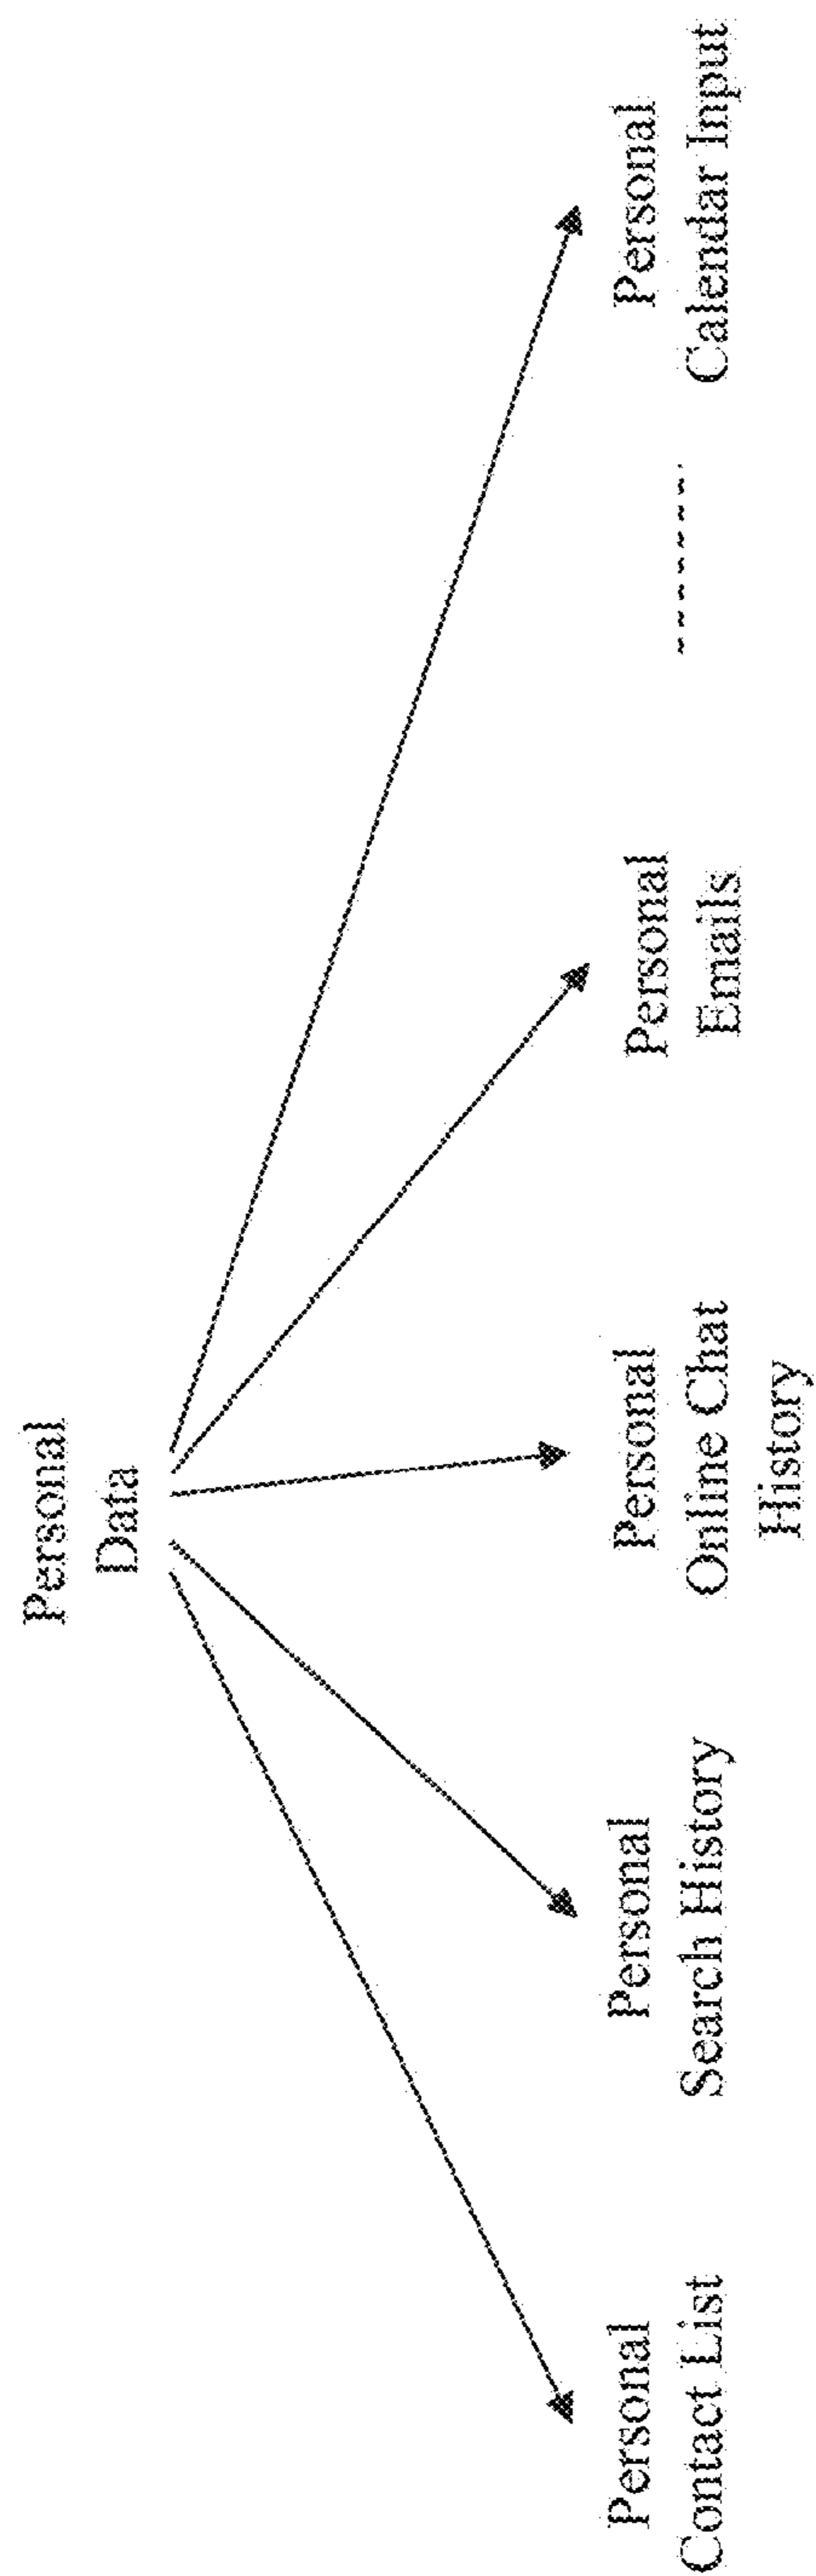 Personal
Data
Personal
Contact List
Personal
Search History
Personal
Online Chat
History
Personal
Emails
Personal
Calendar Input